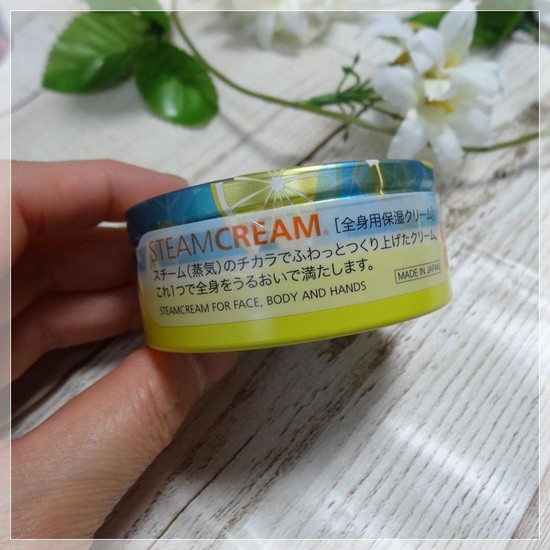 STEAMCREAM® [全身用保湿クリーム]
スチーム(蒸気)のチカラでふわっとつくり上げたクリーム。
これ1つで全身をうるおいで満たします。
STEAMCREAM FOR FACE, BODY AND HANDS
MADE IN JAPAN